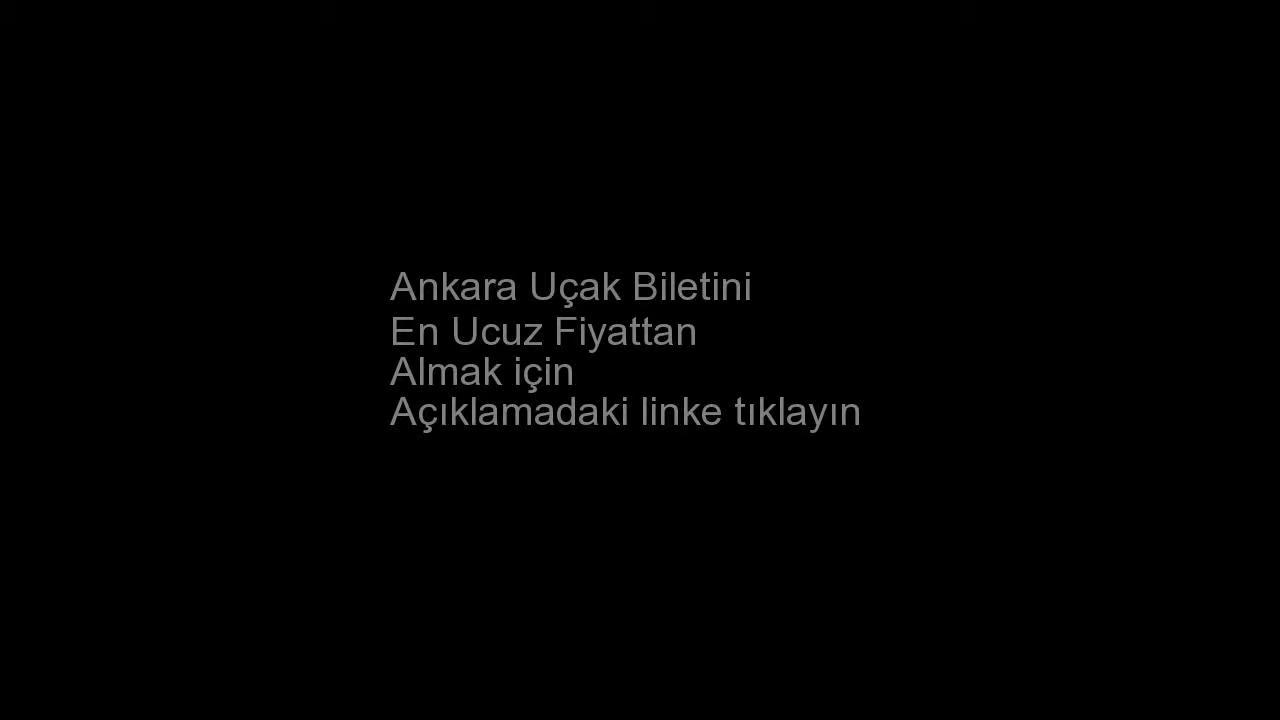 Ankara Uçak Biletini
En Ucuz Fiyattan
Almak için
Açıklamadaki linke tıklayın